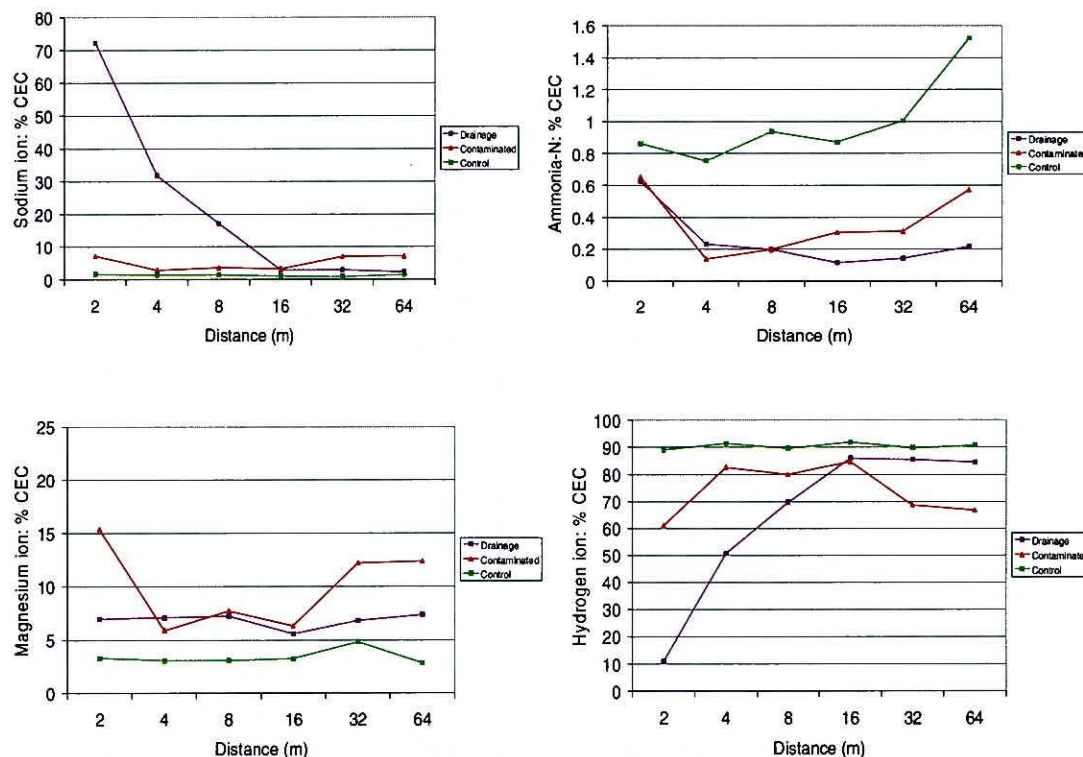 Sodium ion: % CEC
80
70
60
50
40
30
20
10
0
2 4 8 16 32 64
Distance (m)
Drainage
Contaminated
Control
Ammonia-N: % CEC
1.6
1.4
1.2
1
0.8
0.6
0.4
0.2
0
2 4 8 16 32 64
Distance (m)
Drainage
Contaminate
Control
Magnesium ion: % CEC
25
20
15
10
5
0
2 4 8 16 32 64
Distance (m)
Drainage
Contaminated
Control
Hydrogen ion: % CEC
100
90
80
70
60
50
40
30
20
10
0
2 4 8 16 32 64
Distance (m)
Drainage
Contaminate
Control